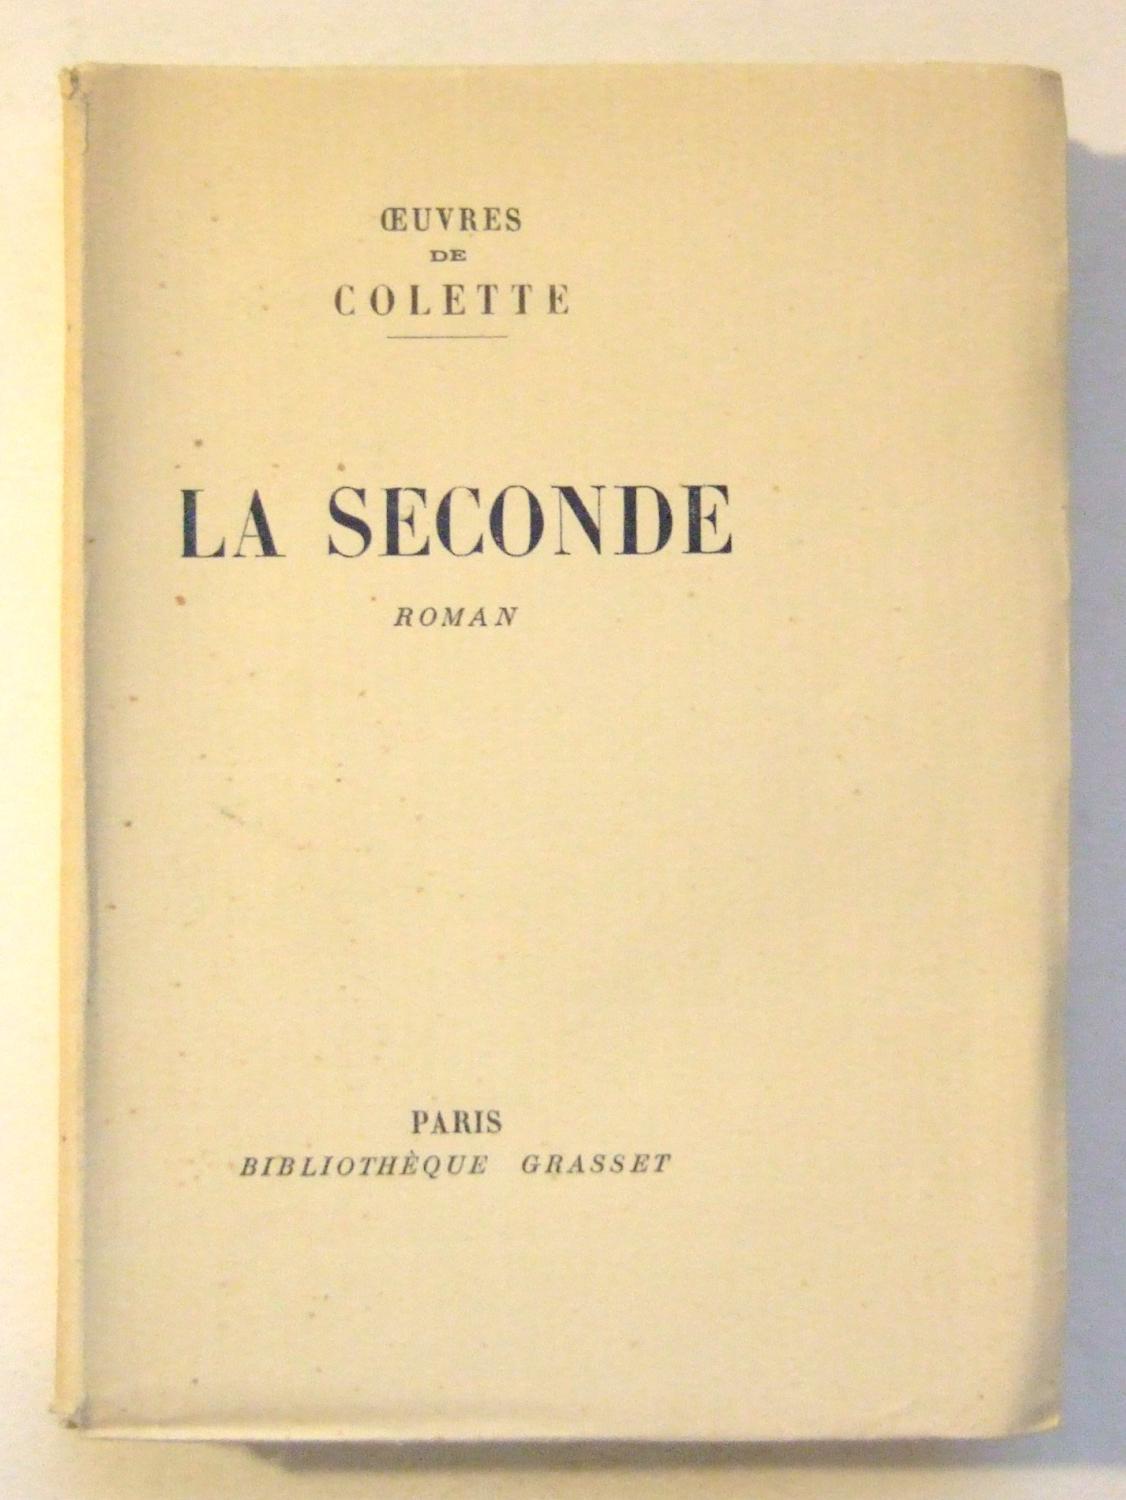 ŒUVRES
DE
COLETTE
LA SECONDE
ROMAN
PARIS
BIBLIOTHÈQUE GRASSET